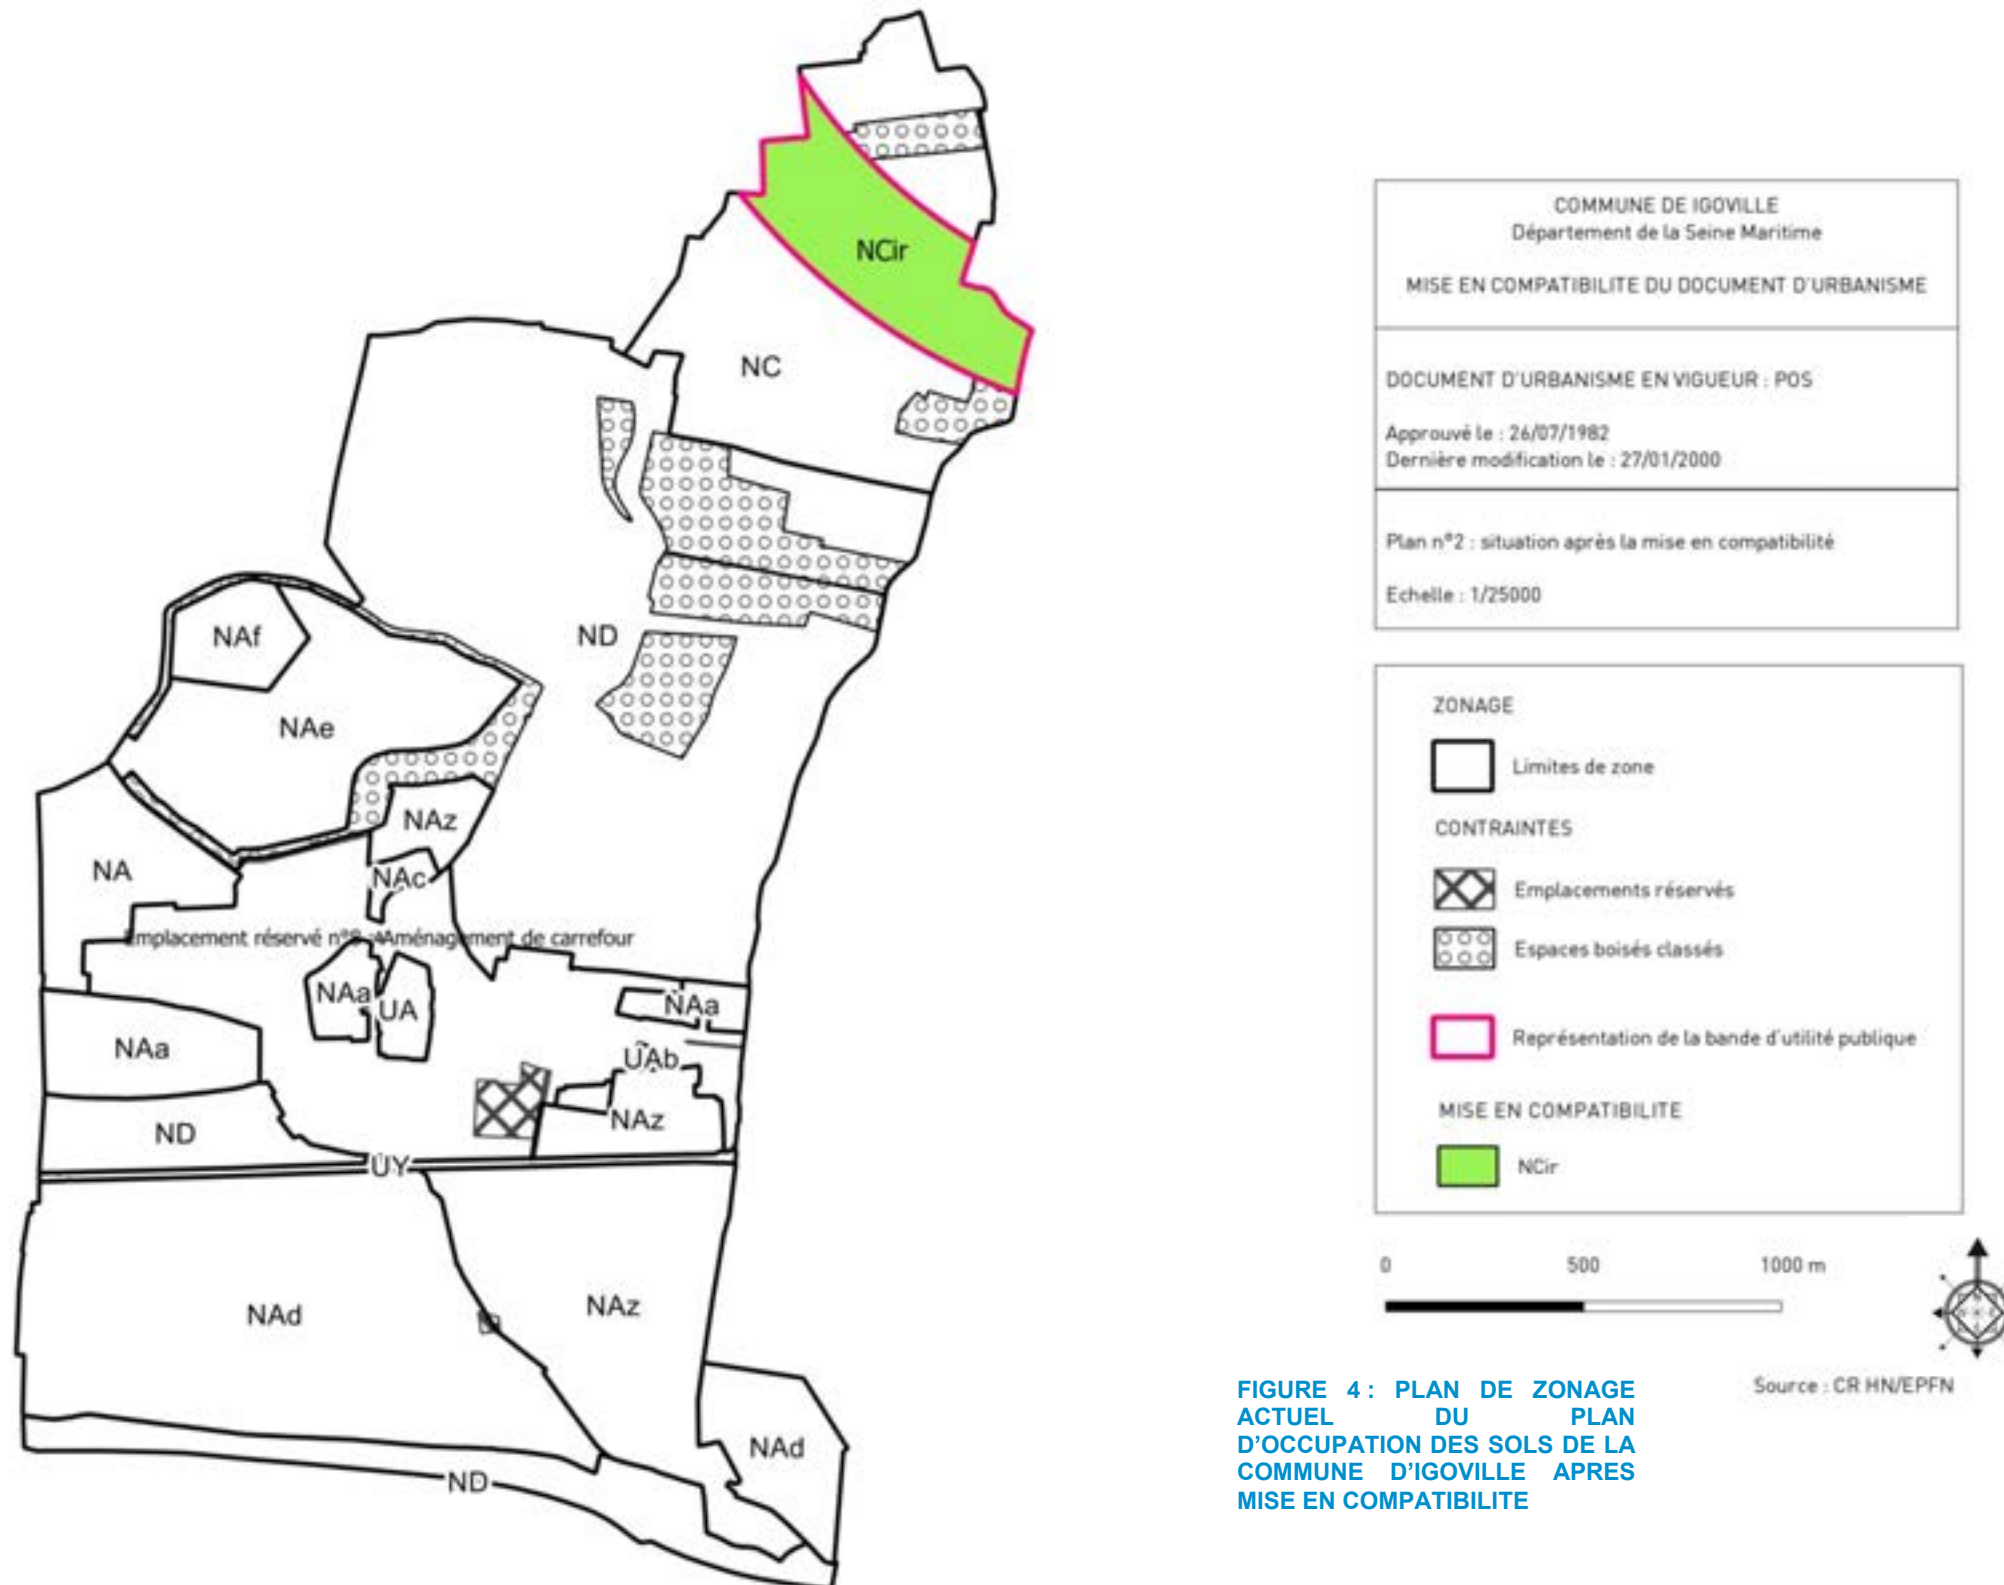 NCir
NC
NAf
ND
NAe
NAz
NA
NAc
Emplacement réservé n°8 : Aménagement de carrefour
NAa
UA
NAa
NAa
UAb
NAz
ND
UY
NAd
NAz
NAd
ND
COMMUNE DE IGOVILLE
Département de la Seine Maritime
MISE EN COMPATIBILITE DU DOCUMENT D'URBANISME
DOCUMENT D'URBANISME EN VIGUEUR : POS
Approuvé le : 26/07/1982
Dernière modification le : 27/01/2000
Plan n°2 : situation après la mise en compatibilité
Echelle : 1/25000
ZONAGE
Limites de zone
CONTRAINTES
Emplacements réservés
Espaces boisés classés
Représentation de la bande d'utilité publique
MISE EN COMPATIBILITE
NCir
0 500 1000 m
Source : CR HN/EPFN
FIGURE 4 : PLAN DE ZONAGE
ACTUEL DU PLAN
D'OCCUPATION DES SOLS DE LA
COMMUNE D'IGOVILLE APRES
MISE EN COMPATIBILITE